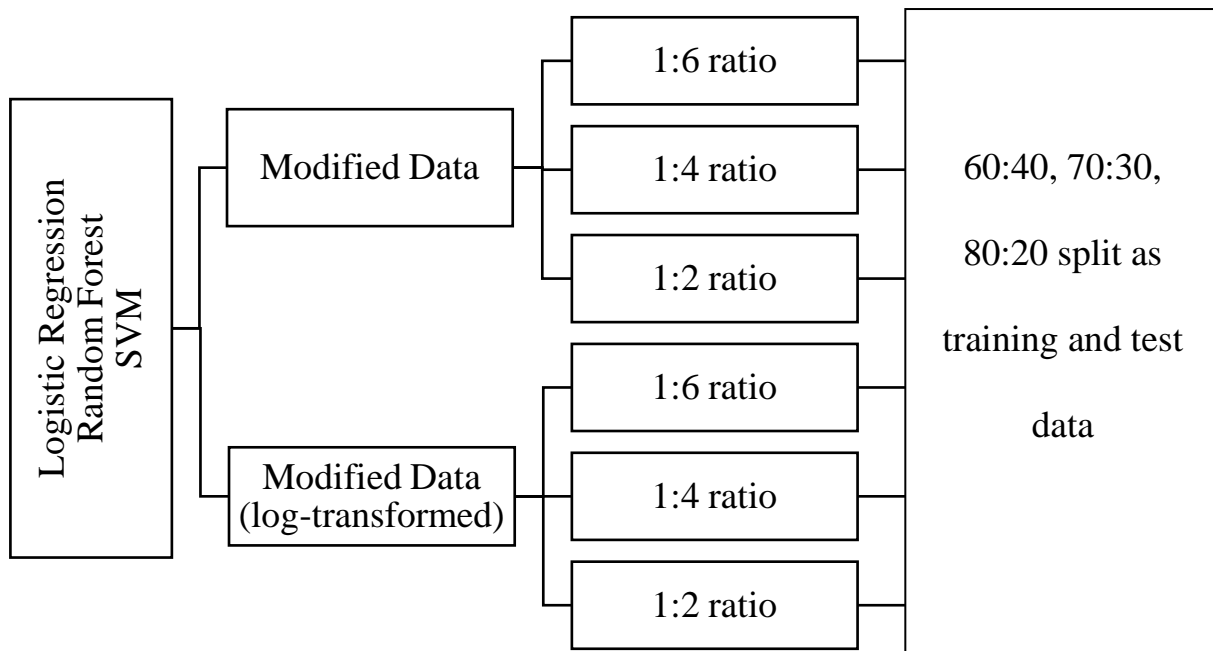 Logistic Regression
Random Forest
SVM
Modified Data
1:6 ratio
1:4 ratio
1:2 ratio
Modified Data
(log-transformed)
1:6 ratio
1:4 ratio
1:2 ratio
60:40, 70:30,
80:20 split as
training and test
data